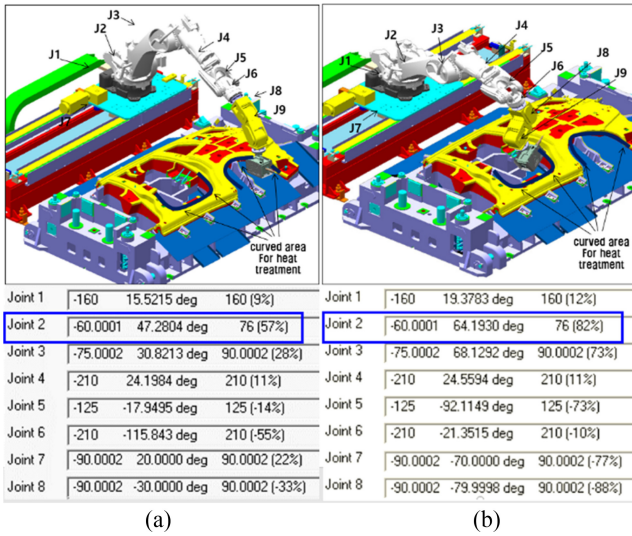 J3
J2
J4
J1
J5
J6
J8
J9
J7
curved area
For heat
treatment
Joint 1 -160 15.5215 deg 160 (9%)
Joint 2 -60.0001 47.2804 deg 76 (57%)
Joint 3 -75.0002 30.8213 deg 90.0002 (28%)
Joint 4 -210 24.1984 deg 210 (11%)
Joint 5 -125 -17.9495 deg 125 (-14%)
Joint 6 -210 -115.843 deg 210 (-55%)
Joint 7 -90.0002 20.0000 deg 90.0002 (22%)
Joint 8 -90.0002 -30.0000 deg 90.0002 (-33%)
(a)
J4
J3
J2
J1
J8
J5
J6
J9
J7
curved area
For heat
treatment
Joint 1 -160 19.3783 deg 160 (12%)
Joint 2 -60.0001 64.1930 deg 76 (82%)
Joint 3 -75.0002 68.1292 deg 90.0002 (73%)
Joint 4 -210 24.5594 deg 210 (11%)
Joint 5 -125 -92.1149 deg 125 (-73%)
Joint 6 -210 -21.3515 deg 210 (-10%)
Joint 7 -90.0002 -70.0000 deg 90.0002 (-77%)
Joint 8 -90.0002 -79.9998 deg 90.0002 (-88%)
(b)